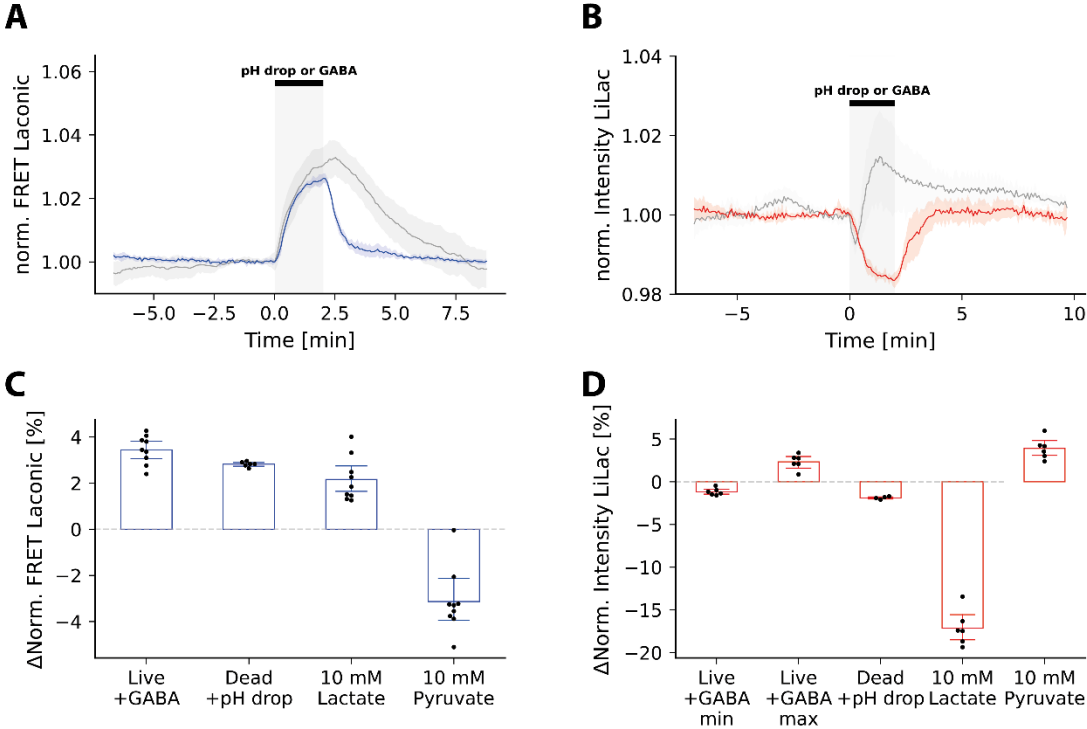 A
norm. FRET Laconic
1.06
1.04
1.02
1.00
pH drop or GABA
−5.0
−2.5
0.0
2.5
5.0
7.5
Time [min]
B
norm. Intensity LiLac
1.04
1.02
1.00
0.98
pH drop or GABA
−5
0
5
10
Time [min]
C
ΔNorm. FRET Laconic [%]
4
2
0
−2
−4
Live
+GABA
Dead
+pH drop
10 mM
Lactate
10 mM
Pyruvate
D
ΔNorm. Intensity LiLac [%]
5
0
−5
−10
−15
−20
Live
+GABA
min
Live
+GABA
max
Dead
+pH drop
10 mM
Lactate
10 mM
Pyruvate